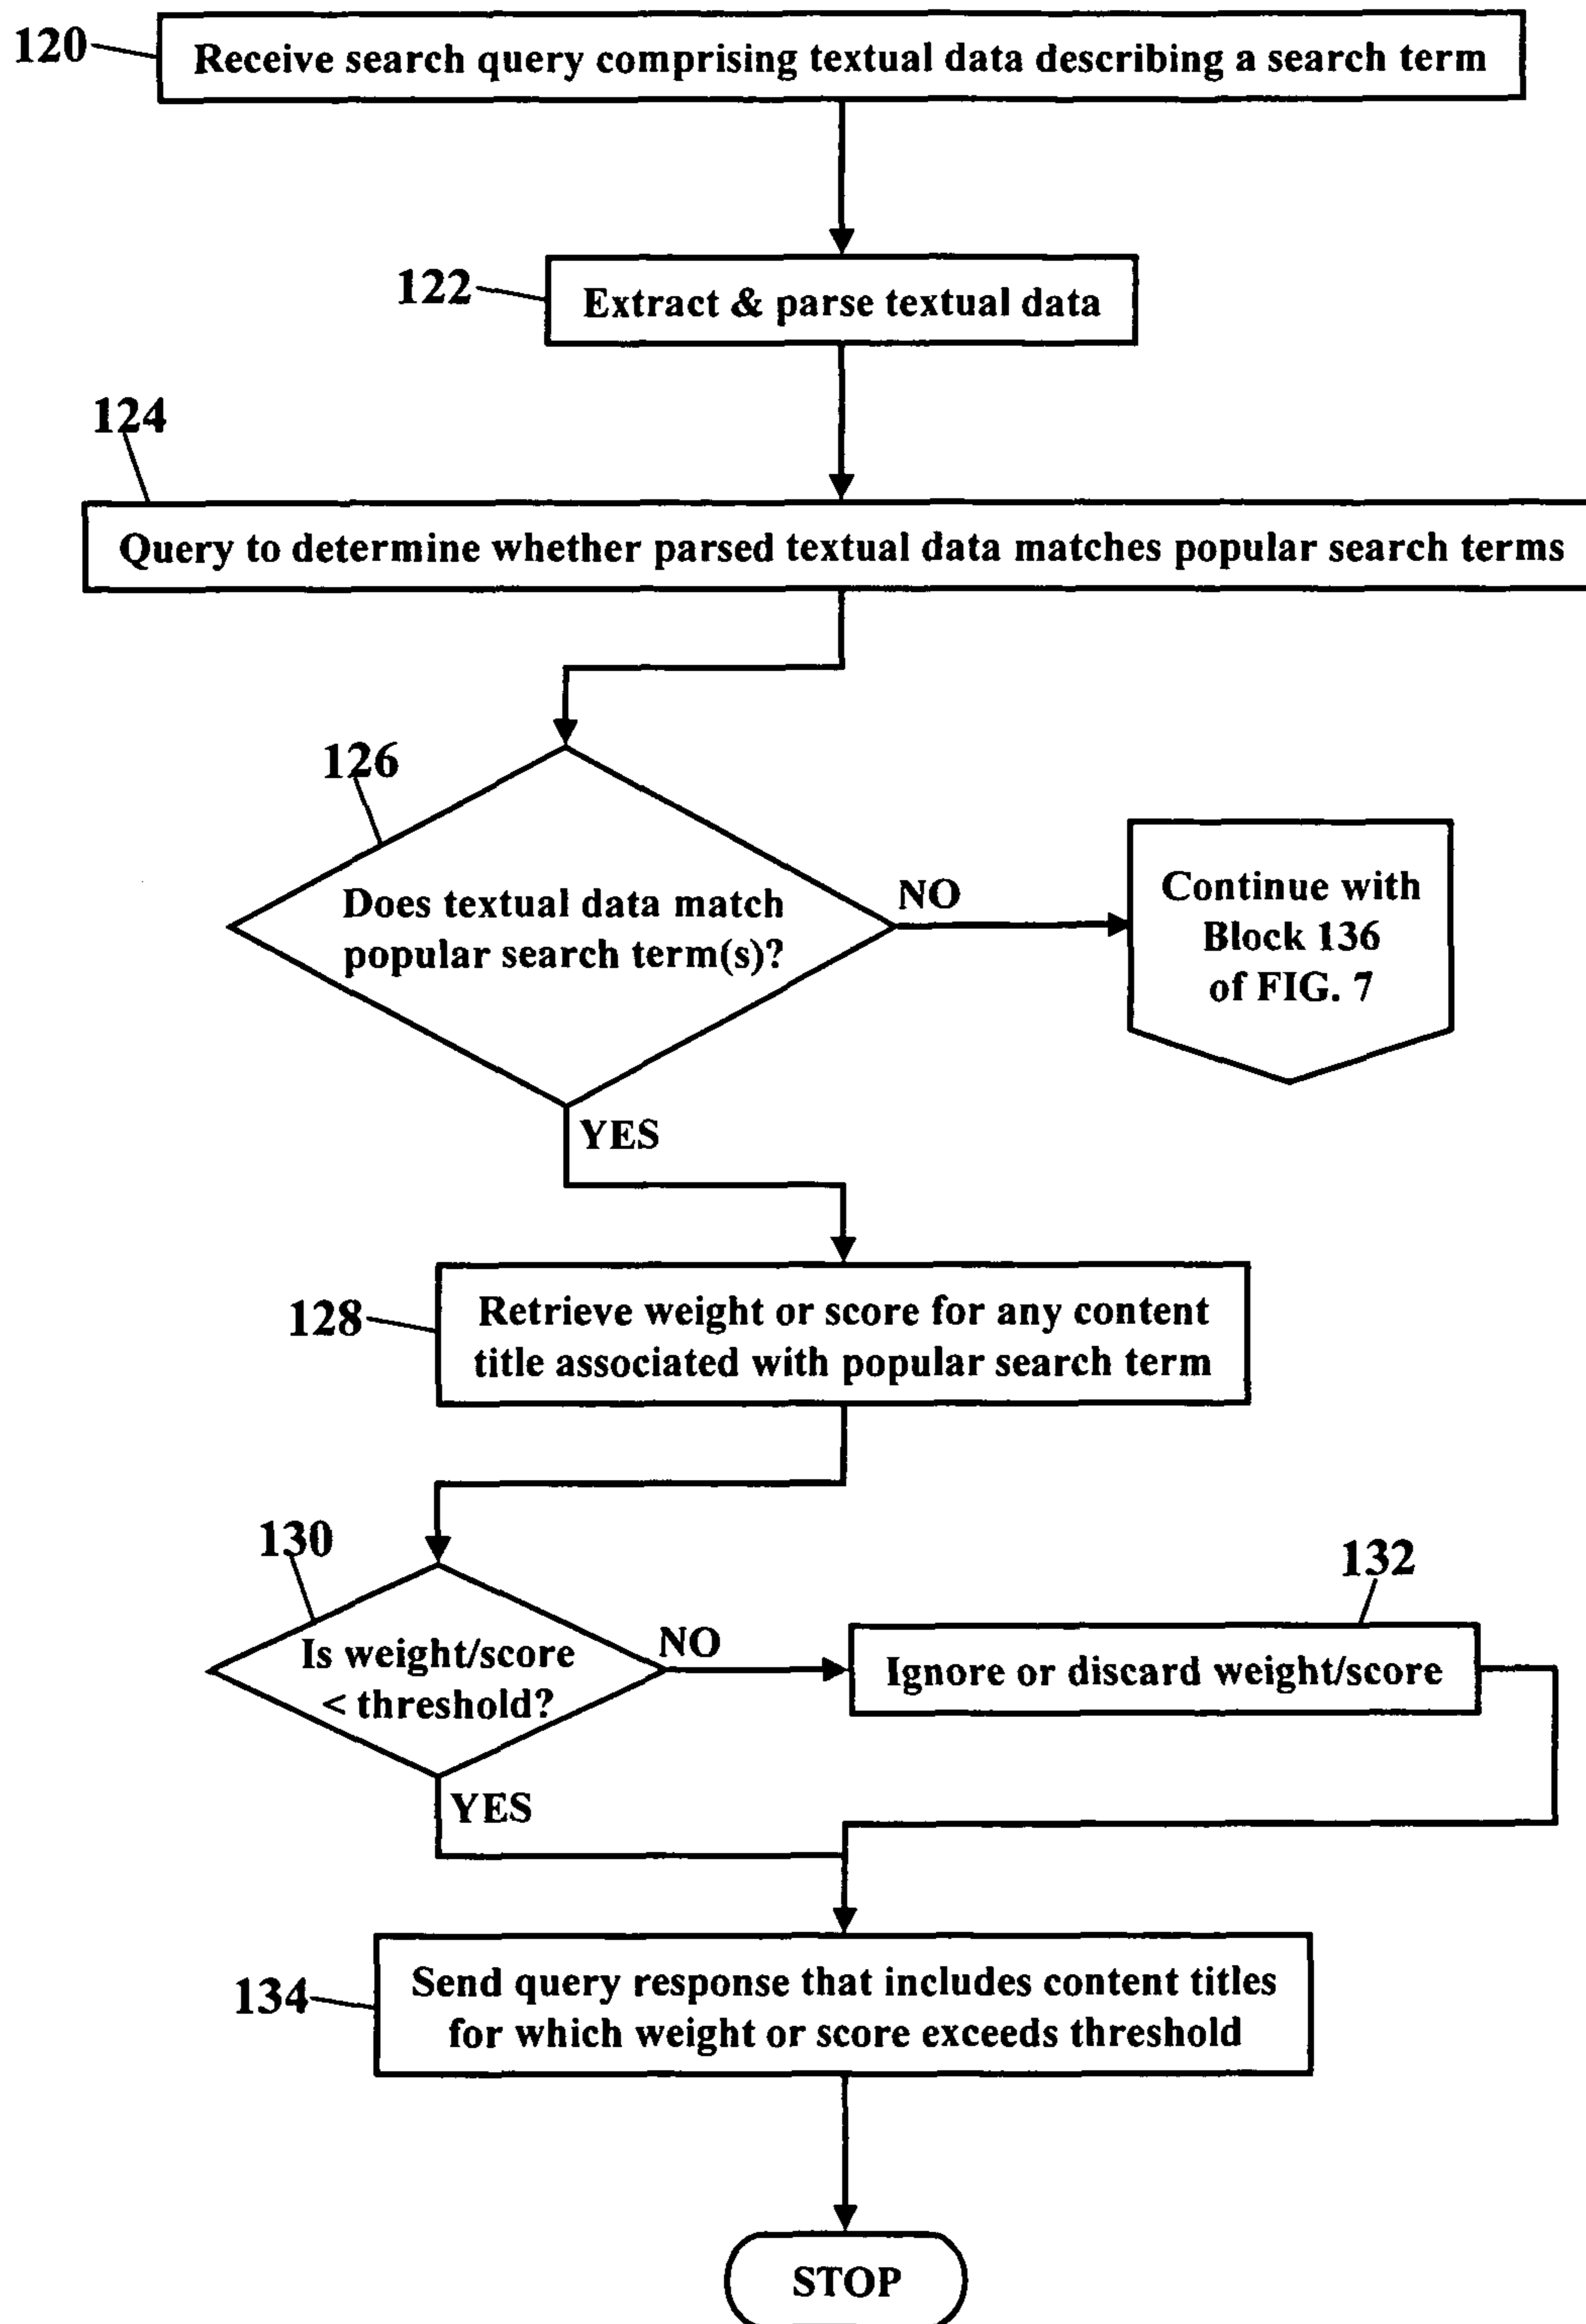 120
Receive search query comprising textual data describing a search term
122
Extract & parse textual data
124
Query to determine whether parsed textual data matches popular search terms
126
Does textual data match
popular search term(s)?
NO
Continue with
Block 136
of FIG. 7
YES
128
Retrieve weight or score for any content
title associated with popular search term
130
Is weight/score
< threshold?
NO
132
Ignore or discard weight/score
YES
134
Send query response that includes content titles
for which weight or score exceeds threshold
STOP